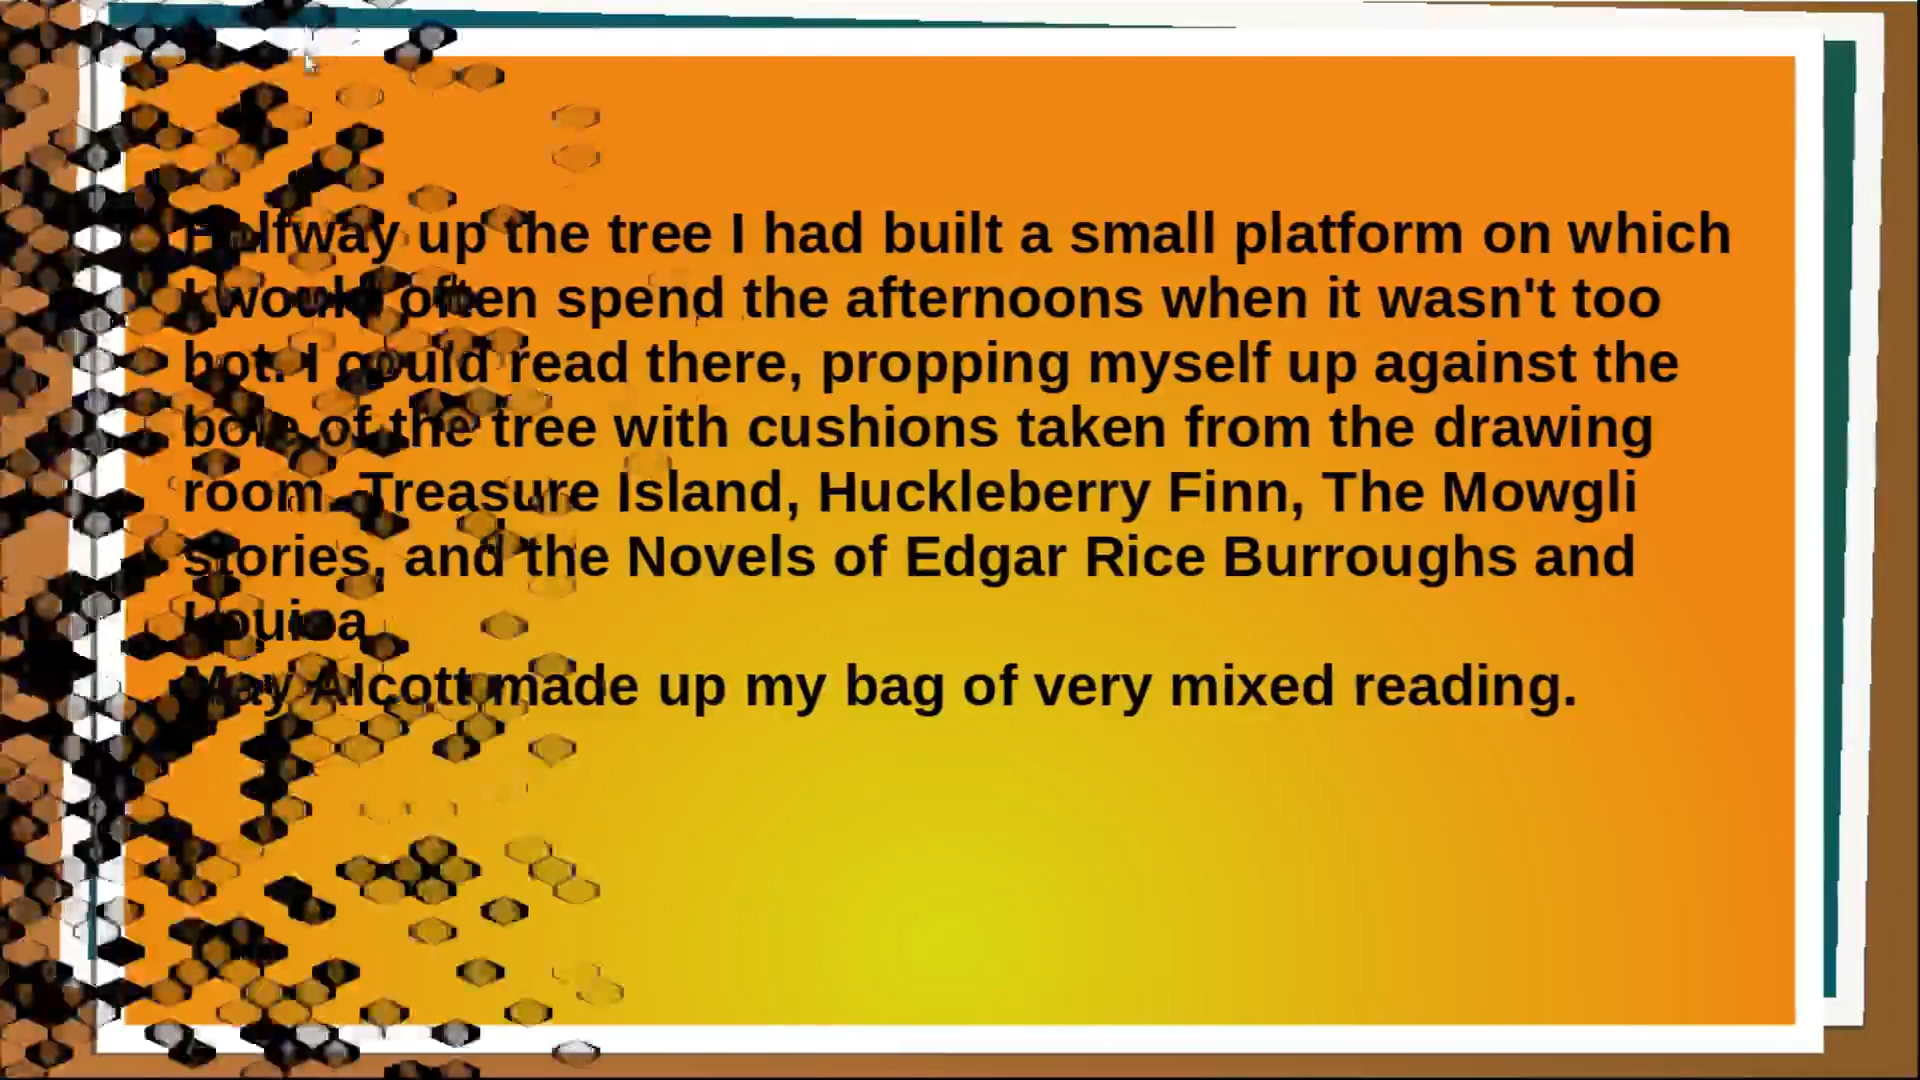 Halfway up the tree I had built a small platform on which
I would often spend the afternoons when it wasn't too
hot. I could read there, propping myself up against the
bole of the tree with cushions taken from the drawing
room. Treasure Island, Huckleberry Finn, The Mowgli
stories, and the Novels of Edgar Rice Burroughs and
Louisa
May Alcott made up my bag of very mixed reading.